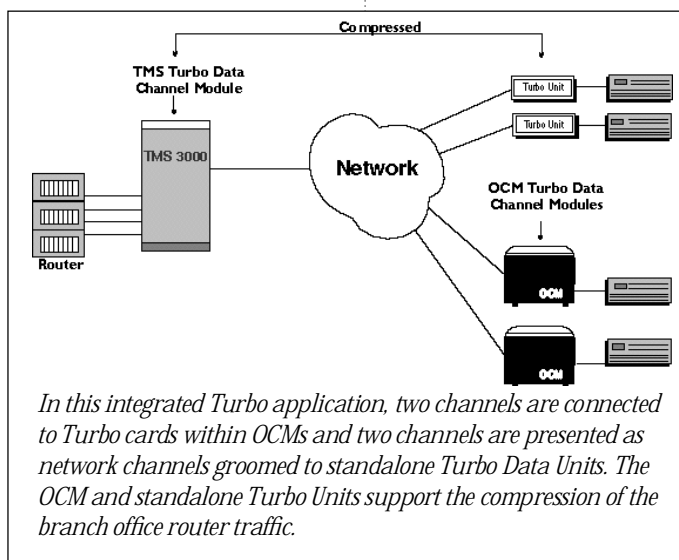 Compressed
TMS Turbo Data
Channel Module
Turbo Unit
Turbo Unit
TMS 3000
Network
OCM Turbo Data
Channel Modules
Router
OCM
OCM
In this integrated Turbo application, two channels are connected
to Turbo cards within OCMs and two channels are presented as
network channels groomed to standalone Turbo Data Units. The
OCM and standalone Turbo Units support the compression of the
branch office router traffic.